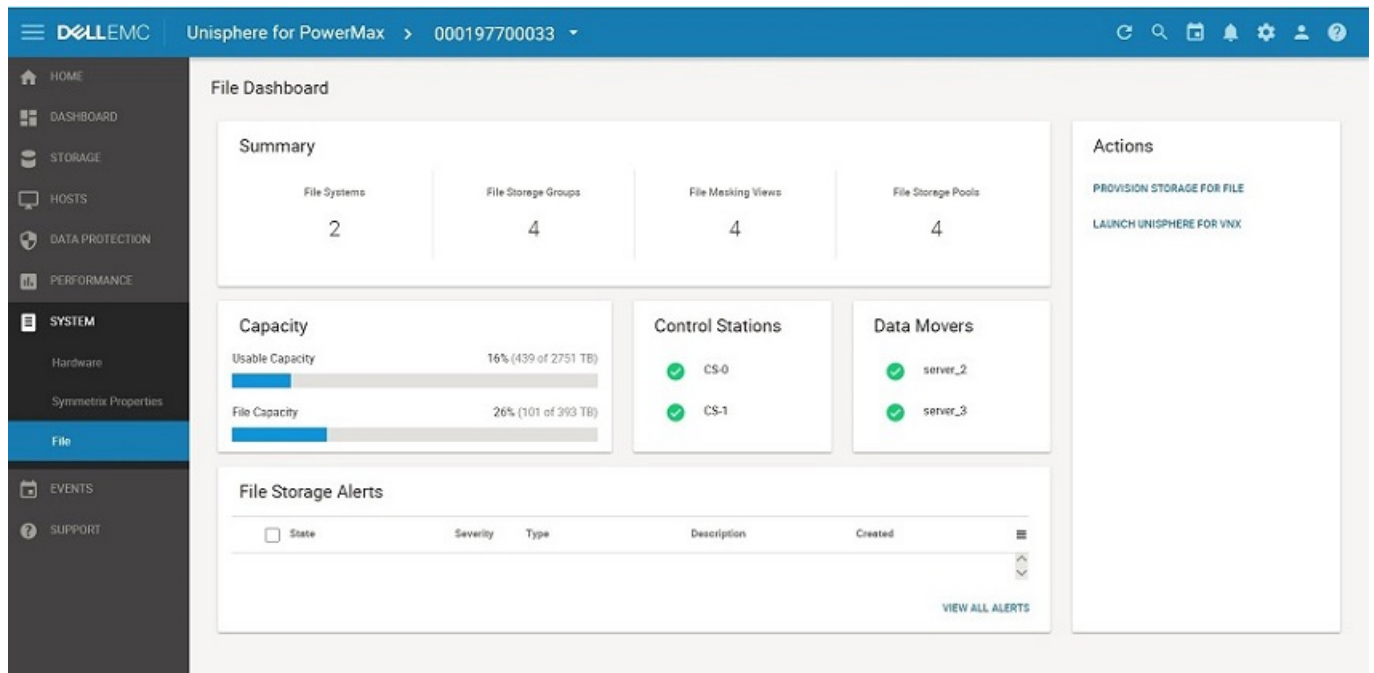 DELLEMC Unisphere for PowerMax > 000197700033
HOME
DASHBOARD
STORAGE
HOSTS
DATA PROTECTION
PERFORMANCE
SYSTEM
Hardware
Symmetrix Properties
File
EVENTS
SUPPORT
File Dashboard
Summary
File Systems File Storage Groups File Masking Views File Storage Pools
2 4 4 4
Capacity
Usable Capacity 16% (439 of 2751 TB)
File Capacity 26% (101 of 393 TB)
Control Stations
CS-0
CS-1
Data Movers
server_2
server_3
File Storage Alerts
State Severity Type Description Created
VIEW ALL ALERTS
Actions
PROVISION STORAGE FOR FILE
LAUNCH UNISPHERE FOR VNX